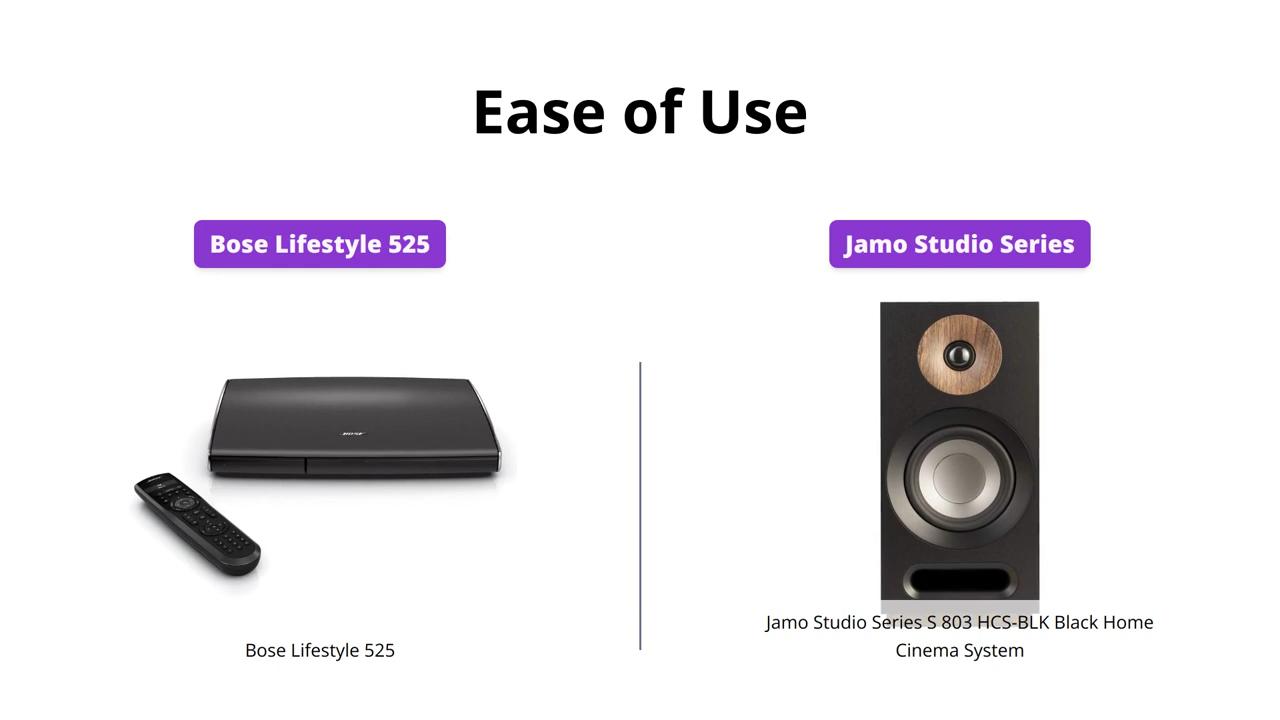 Ease of Use
Bose Lifestyle 525
Jamo Studio Series
BOSE
Bose Lifestyle 525
Jamo Studio Series S 803 HCS-BLK Black Home
Cinema System